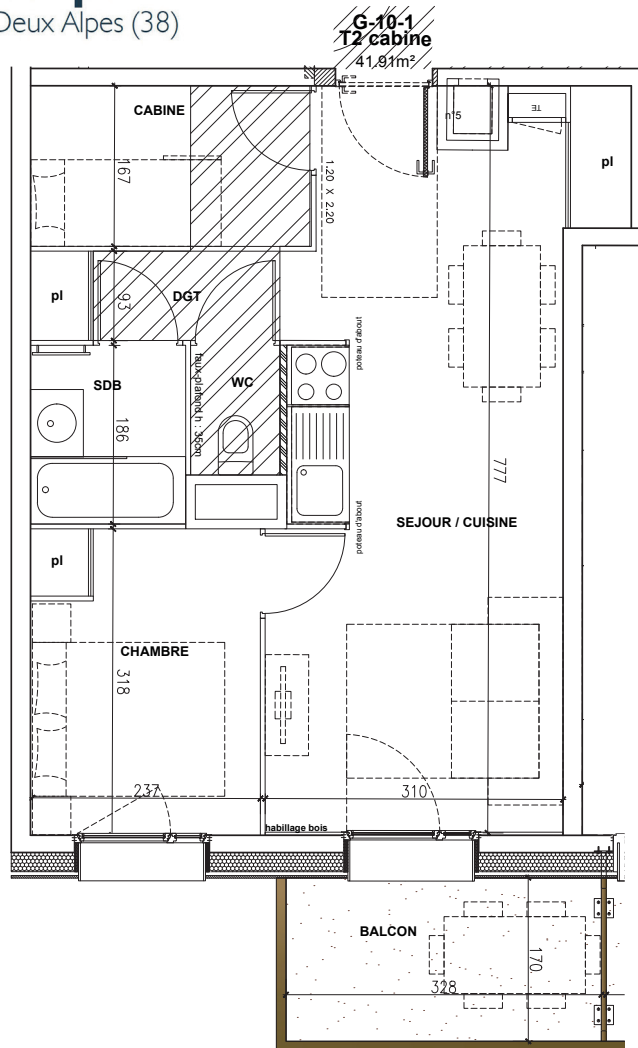 Deux Alpes (38)
G-10-1
T2 cabine
41,91m²
CABINE
n°5
TE
pl
167
1.20 X 2.20
pl
93
DGT
poteau d'about
SDB
WC
faux-plafond h : 35cm
186
777
poteau d'about
SEJOUR / CUISINE
pl
CHAMBRE
318
237
310
habillage bois
BALCON
170
328